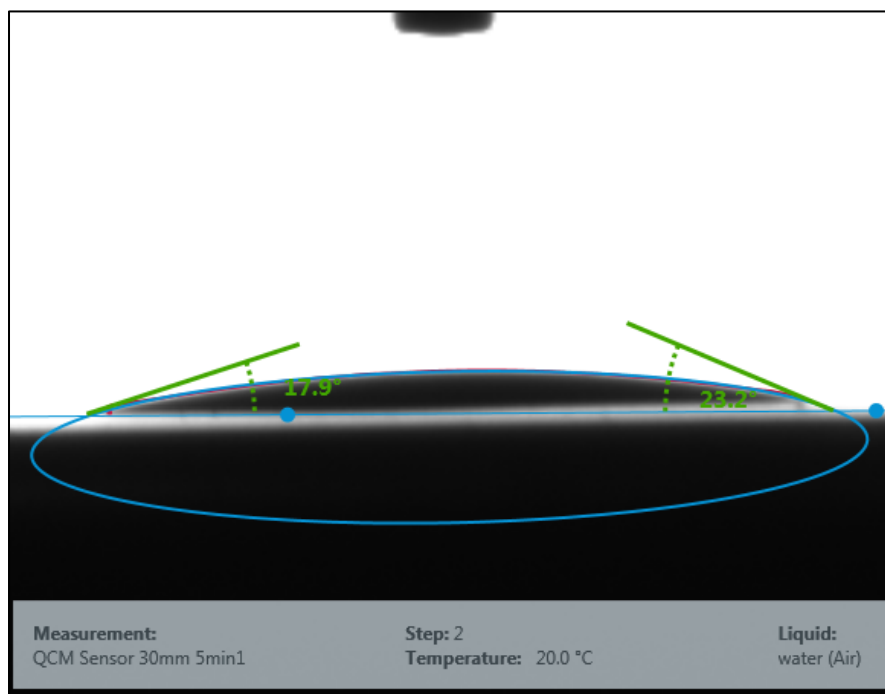 17.9°
23.2°
Measurement: Step: 2 Liquid:
QCM Sensor 30mm 5min1 Temperature: 20.0 °C water (Air)